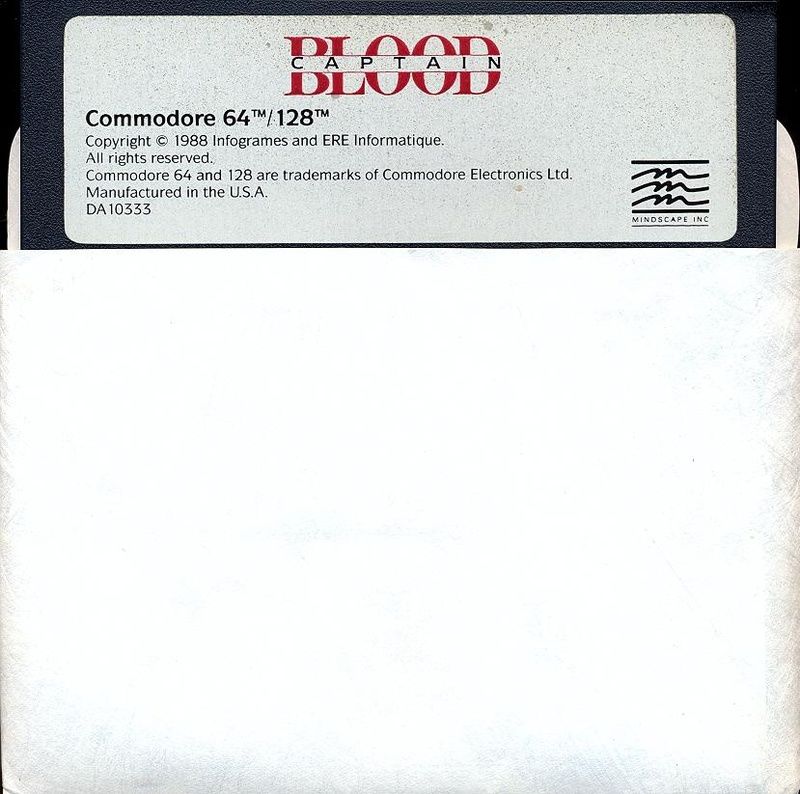 BLOOD
CAPTAIN
Commodore 64™/128™
Copyright © 1988 Infogrames and ERE Informatique.
All rights reserved.
Commodore 64 and 128 are trademarks of Commodore Electronics Ltd.
Manufactured in the U.S.A.
DA10333
MINDSCAPE INC